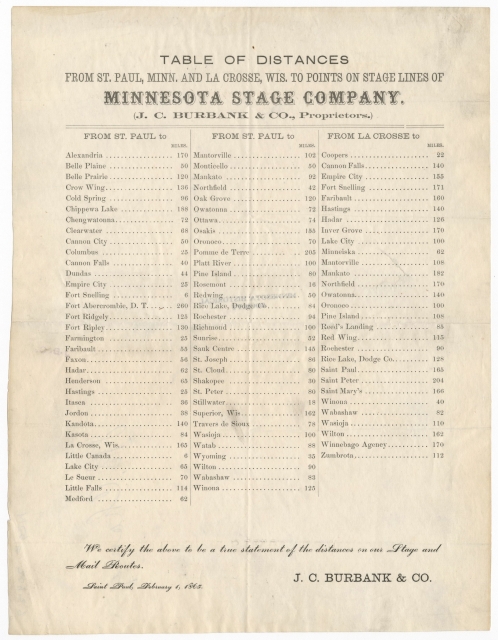 TABLE OF DISTANCES
FROM ST. PAUL, MINN. AND LA CROSSE, WIS. TO POINTS ON STAGE LINES OF
MINNESOTA STAGE COMPANY.
(J. C. BURBANK & CO., Proprietors.)
FROM ST. PAUL to
MILES.
Alexandria 170
Belle Plaine 50
Belle Prairie 120
Crow Wing 130
Cold Spring 96
Chippewa Lake 188
Chengwatonna 72
Clearwater 68
Cannon City 50
Columbus 25
Cannon Falls 40
Dundas 44
Empire City 25
Fort Snelling 6
Fort Abercrombie, D. T. 260
Fort Ridgely 125
Fort Ripley 130
Farmington 25
Faribault 53
Faxon 56
Hadar 62
Henderson 63
Hastings 23
Itasca 36
Jordon 38
Kandota 140
Kasota 84
La Crosse, Wis. 165
Little Canada 6
Lake City 65
Le Sueur 70
Little Falls 114
Medford 62
FROM ST. PAUL to
MILES.
Mantorville 102
Monticello 50
Mankato 92
Northfield 42
Oak Grove 120
Owatonna 72
Ottawa 76
Osakis 155
Oronoco 70
Pomme de Terre 205
Platt River 100
Pine Island 80
Rosemont 16
Redwing 50
Rice Lake, Dodge Co. 84
Rochester 94
Richmond 100
Sunrise 52
Sauk Centre 145
St. Joseph 86
St. Cloud 80
Shakopee 30
St. Peter 80
Stillwater 18
Superior, Wis 162
Travers de Sioux 78
Wasioja 100
Watab 88
Wyoming 35
Wilton 90
Wabashaw 83
Winona 125
FROM LA CROSSE to
MILES.
Coopers 22
Cannon Falls 140
Empire City 155
Fort Snelling 171
Faribault 160
Hastings 140
Hadar 126
Inver Grove 170
Lake City 100
Minneiska 62
Mantorville 108
Mankato 182
Northfield 170
Owatonna 140
Oronoco 100
Pine Island 108
Reed's Landing 85
Red Wing 115
Rochester 90
Rice Lake, Dodge Co. 128
Saint Paul 165
Saint Peter 204
Saint Mary's 160
Winona 40
Wabashaw 82
Wasioja 110
Wilton 162
Winnebago Agency 170
Zumbrota 112
We certify the above to be a line statement of the distances on our Stage and
Mail Routes.
J. C. BURBANK & CO.
Saint Paul, February 1, 1862.